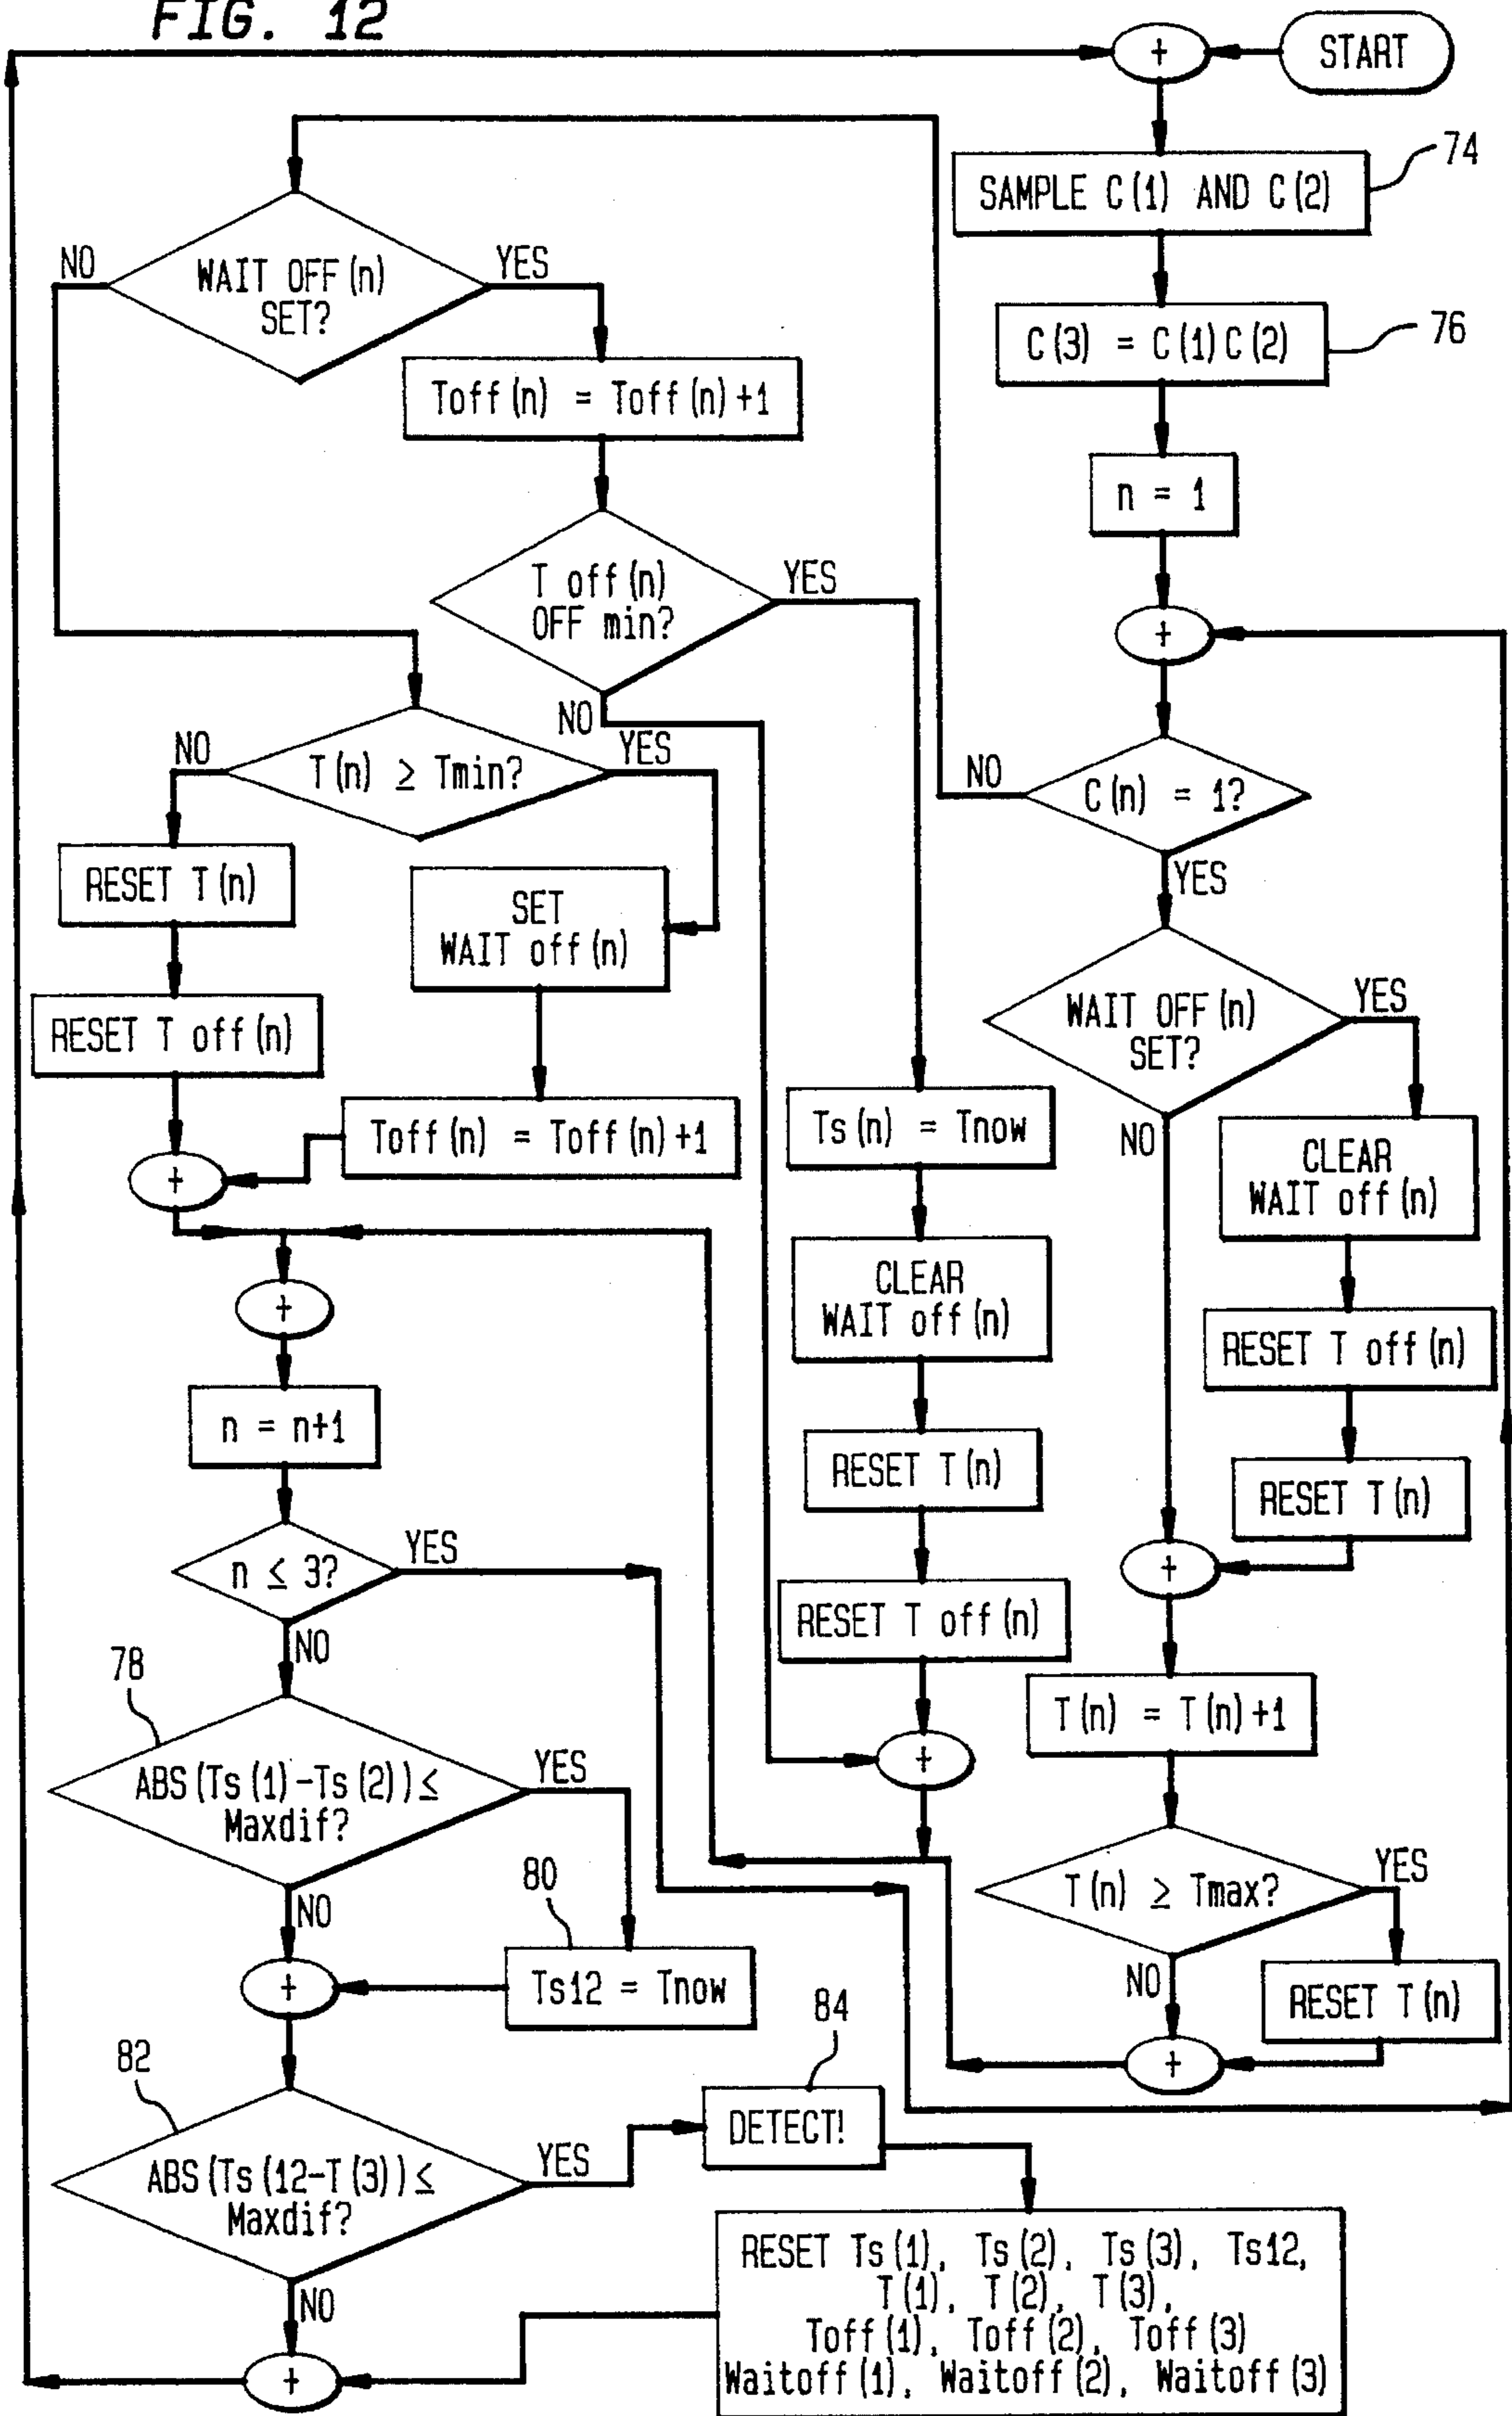 FIG. 12
+
START
SAMPLE C(1) AND C(2)
74
C(3) = C(1)C(2)
76
n = 1
+
C(n) = 1?
NO
YES
WAIT OFF(n)
SET?
YES
NO
CLEAR
WAIT off(n)
RESET T off(n)
RESET T(n)
+
T(n) = T(n)+1
T(n) ≥ Tmax?
YES
NO
RESET T(n)
+
WAIT OFF(n)
SET?
NO
YES
Toff(n) = Toff(n)+1
T off(n)
OFF min?
YES
NO
Ts(n) = Tnow
CLEAR
WAIT off(n)
RESET T(n)
RESET T off(n)
+
T(n) ≥ Tmin?
NO
YES
RESET T(n)
RESET T off(n)
SET
WAIT off(n)
Toff(n) = Toff(n)+1
+
+
n = n+1
n ≤ 3?
YES
NO
78
ABS(Ts(1)-Ts(2))≤
Maxdif?
YES
NO
80
Ts12 = Tnow
+
82
ABS(Ts(12-T(3))≤
Maxdif?
YES
NO
84
DETECT!
RESET Ts(1), Ts(2), Ts(3), Ts12,
T(1), T(2), T(3),
Toff(1), Toff(2), Toff(3)
Waitoff(1), Waitoff(2), Waitoff(3)
+